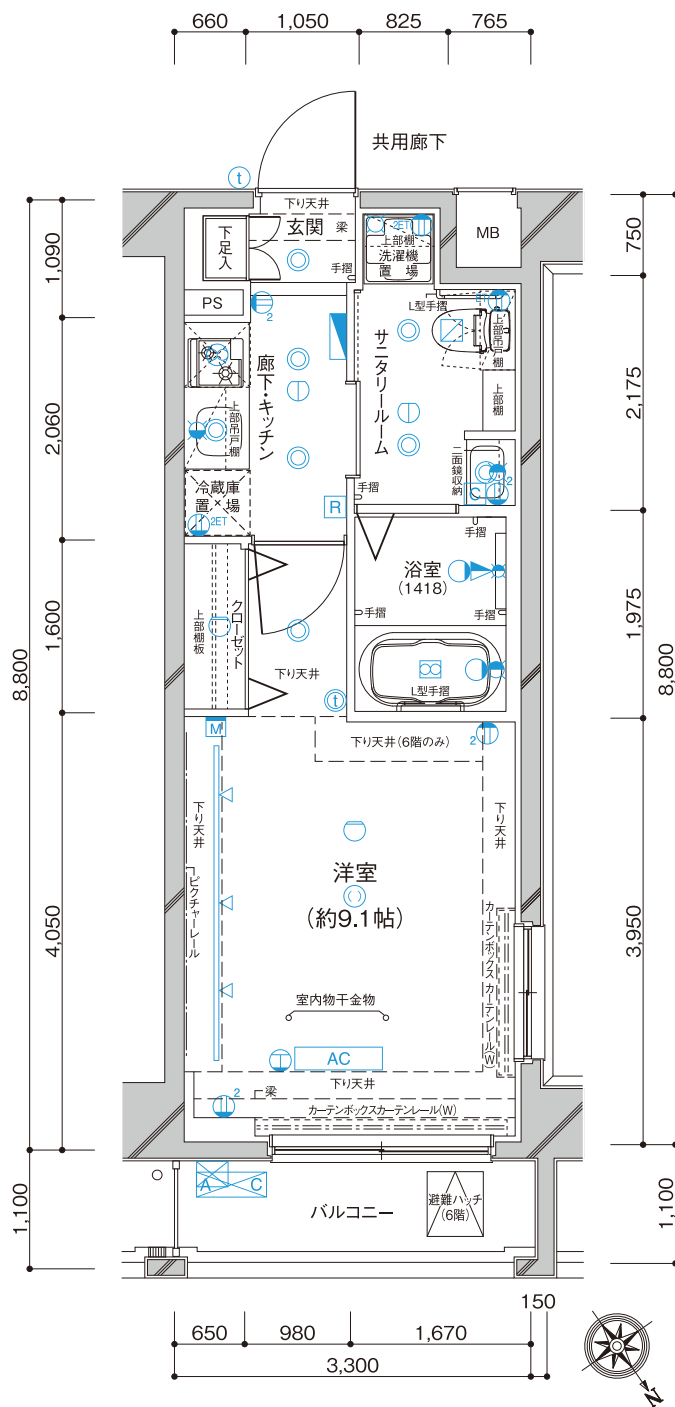 660 1,050 825 765
共用廊下
t
下り天井
玄関 梁
下足入
手摺
2ET
上部棚
洗濯機
置場
MB
1,090
750
PS
2
L型手摺
ET
上部吊戸棚
サニタリールーム
廊下・キッチン
上部吊戸棚
上部棚
2,060
2,175
二面鏡収納
C
2
冷蔵庫
置場
2ET
R
手摺
手摺
浴室
(1418)
手摺
手摺
1,600
1,975
上部棚板
クローゼット
下り天井
L型手摺
t
8,800
8,800
M
下り天井(6階のみ)
2
下り天井
下り天井
洋室
(約9.1帖)
ピクチャーレール
カーテンボックス カーテンレール(W)
4,050
3,950
室内物干金物
AC
下り天井
2
梁
カーテンボックスカーテンレール(W)
A C
バルコニー
避難ハッチ
(6階)
1,100
1,100
150
650 980 1,670
3,300
N